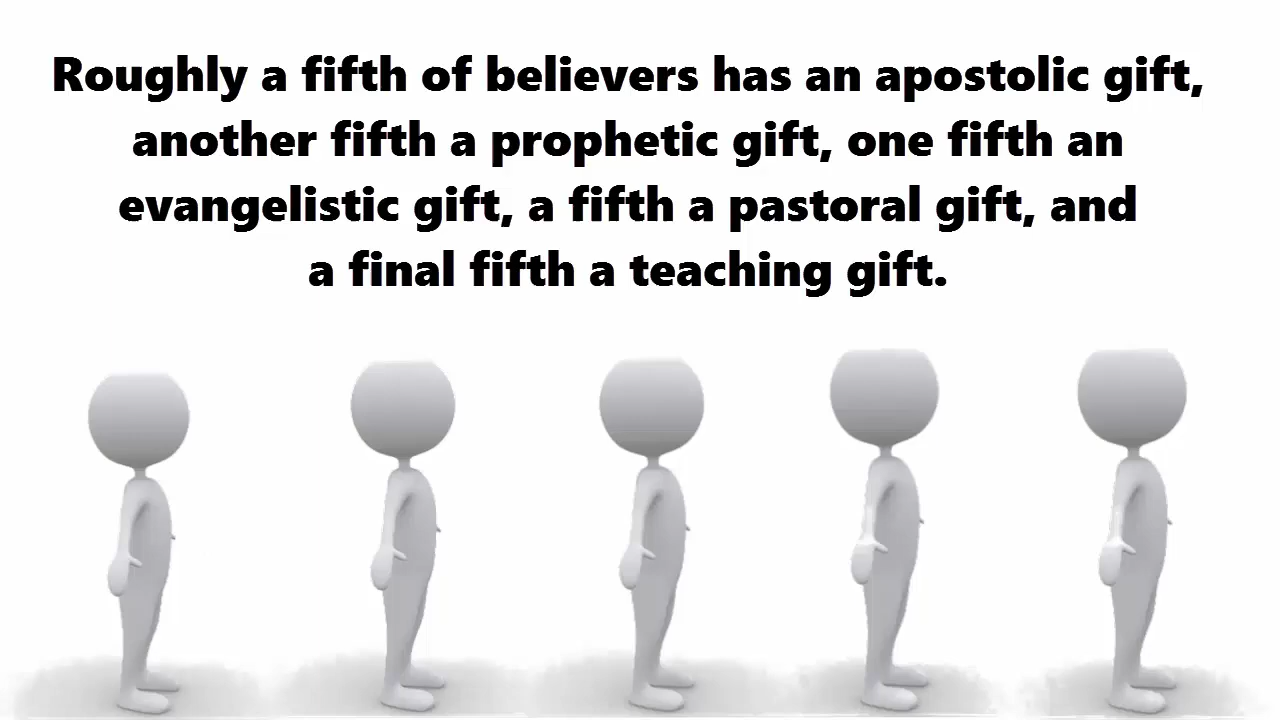 Roughly a fifth of believers has an apostolic gift,
another fifth a prophetic gift, one fifth an
evangelistic gift, a fifth a pastoral gift, and
a final fifth a teaching gift.